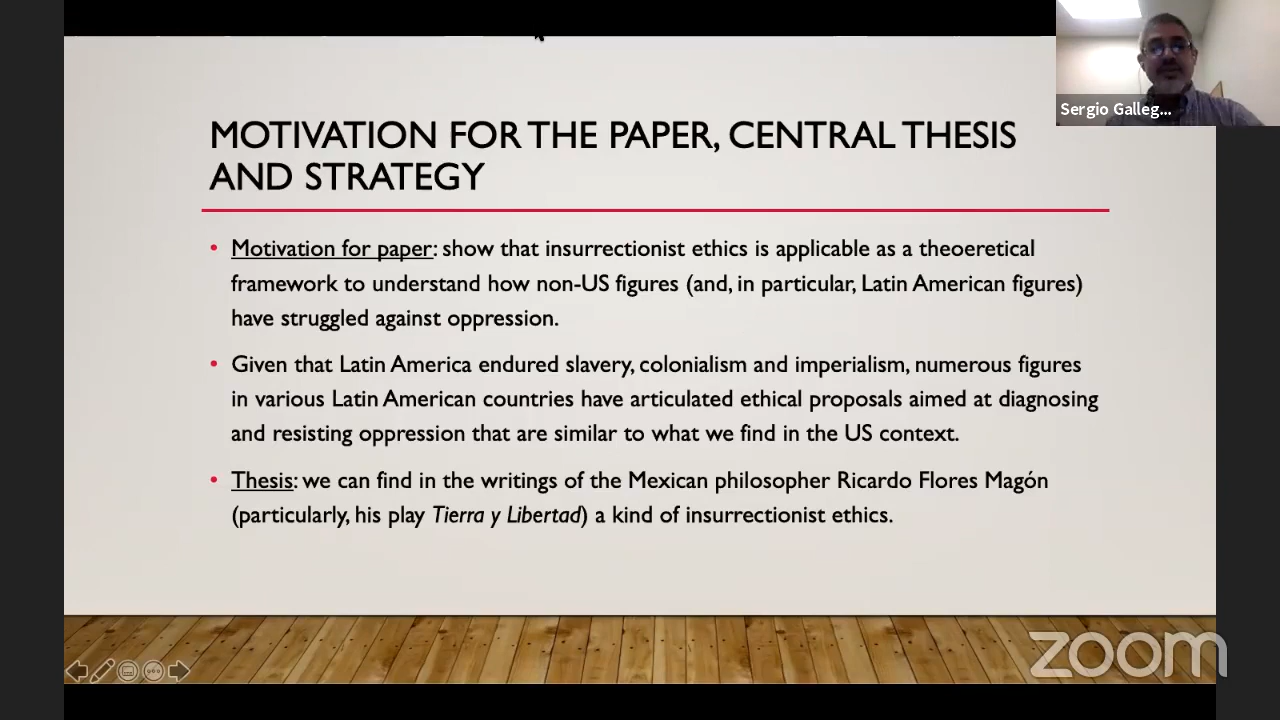 Sergio Galleg...
MOTIVATION FOR THE PAPER, CENTRAL THESIS
AND STRATEGY
• Motivation for paper: show that insurrectionist ethics is applicable as a theoeretical
framework to understand how non-US figures (and, in particular, Latin American figures)
have struggled against oppression.
• Given that Latin America endured slavery, colonialism and imperialism, numerous figures
in various Latin American countries have articulated ethical proposals aimed at diagnosing
and resisting oppression that are similar to what we find in the US context.
• Thesis: we can find in the writings of the Mexican philosopher Ricardo Flores Magón
(particularly, his play Tierra y Libertad) a kind of insurrectionist ethics.
zoom